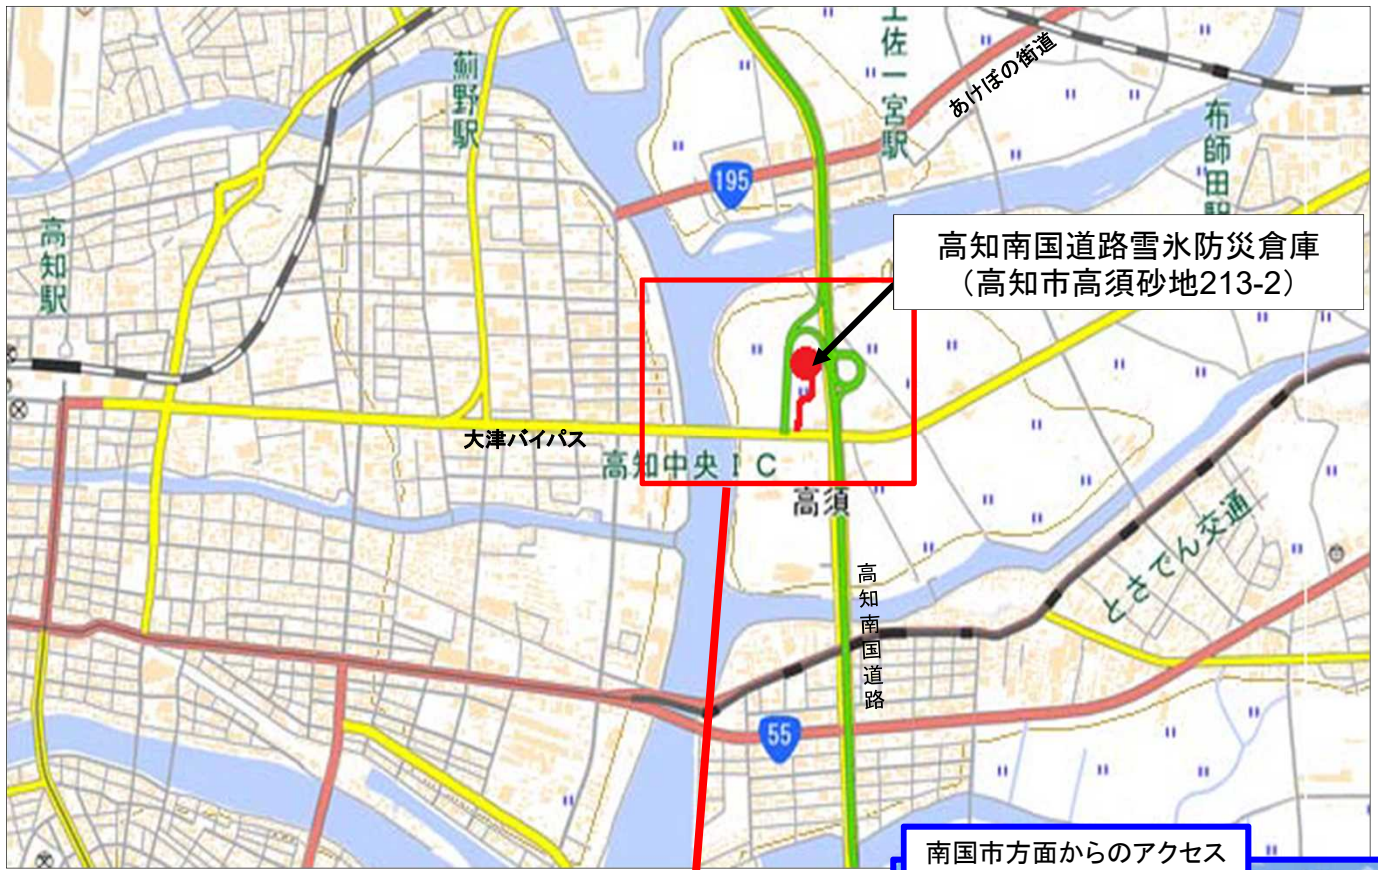 土佐一宮駅
薊野駅
あけぼの街道
布師田駅
195
高知駅
高知南国道路雪氷防災倉庫
（高知市高須砂地213-2）
大津バイパス
高知中央ＩＣ
高須
とさでん交通
高知南国道路
55
南国市方面からのアクセス